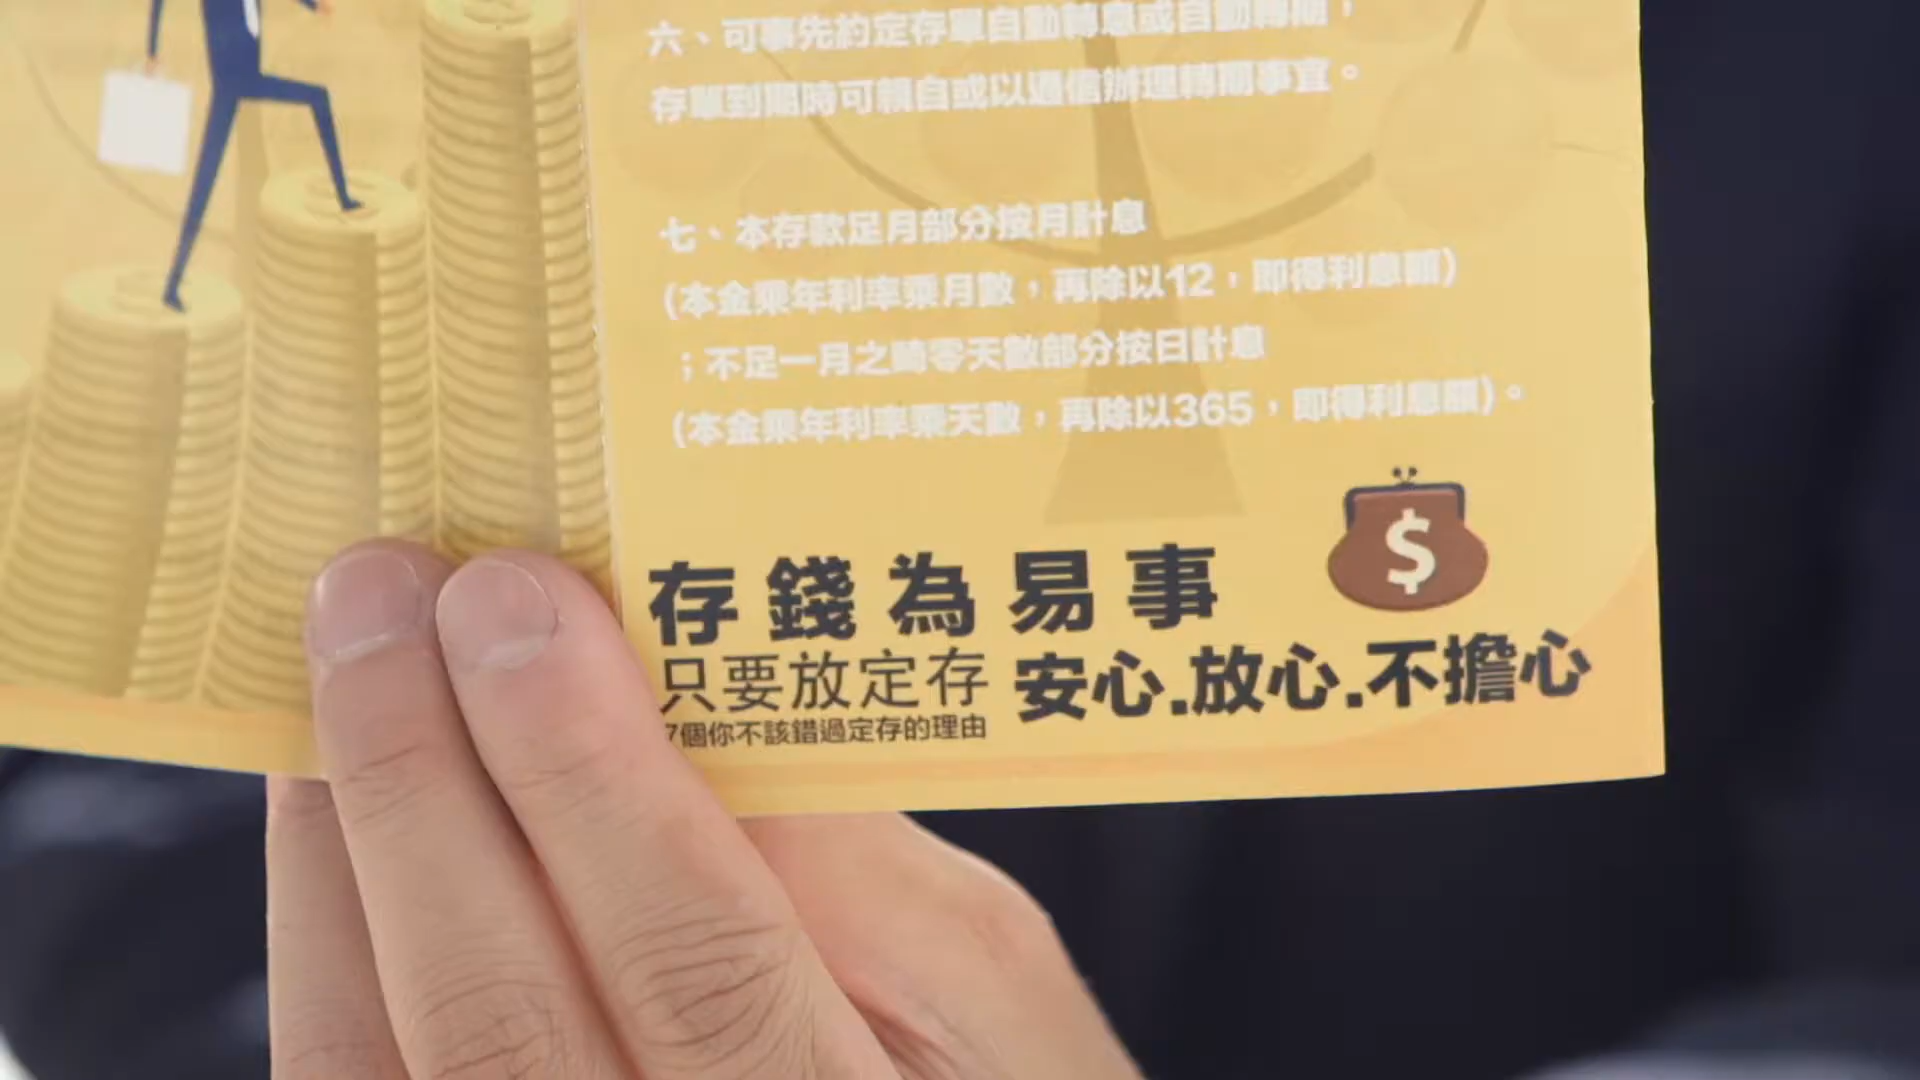 六、可事先約定存單自動轉息或自動轉期,
存單到期時可親自或以通信辦理轉期事宜。
七、本存款足月部分按月計息
(本金乘年利率乘月數,再除以12,即得利息額)
;不足一月之畸零天數部分按日計息
(本金乘年利率乘天數,再除以365,即得利息額)。
$
存錢為易事
只要放定存 安心.放心.不擔心
7個你不該錯過定存的理由